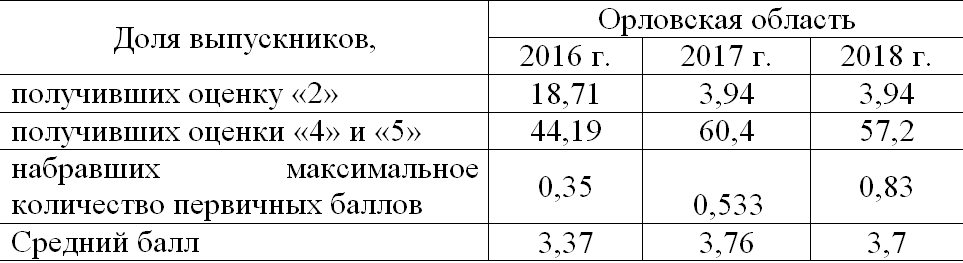 Доля выпускников,
Орловская область
2016 г. 2017 г. 2018 г.
получивших оценку «2» 18,71 3,94 3,94
получивших оценки «4» и «5» 44,19 60,4 57,2
набравших максимальное
количество первичных баллов 0,35 0,533 0,83
Средний балл 3,37 3,76 3,7